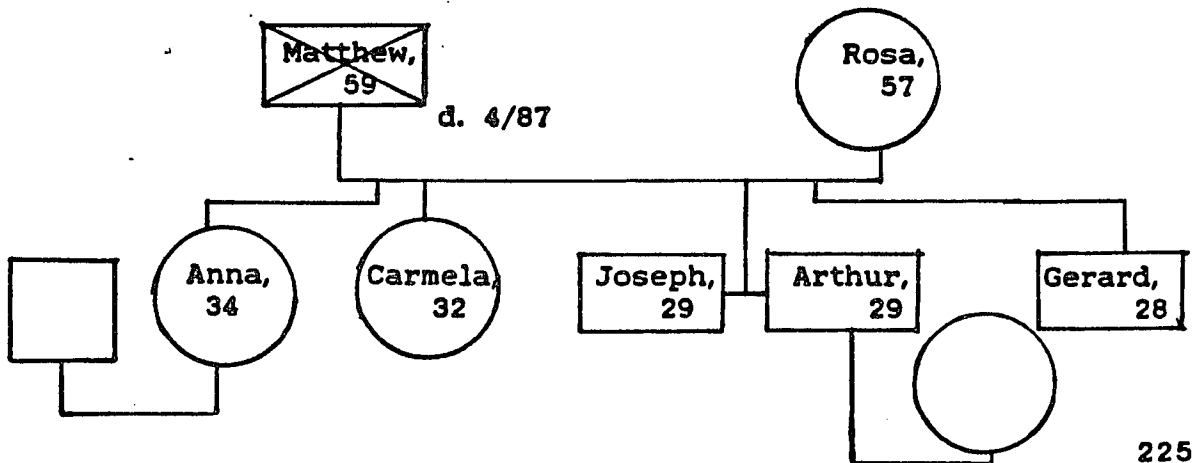 Matthew,
59
d. 4/87
Rosa,
57
Anna,
34
Carmela,
32
Joseph,
29
Arthur,
29
Gerard,
28
225